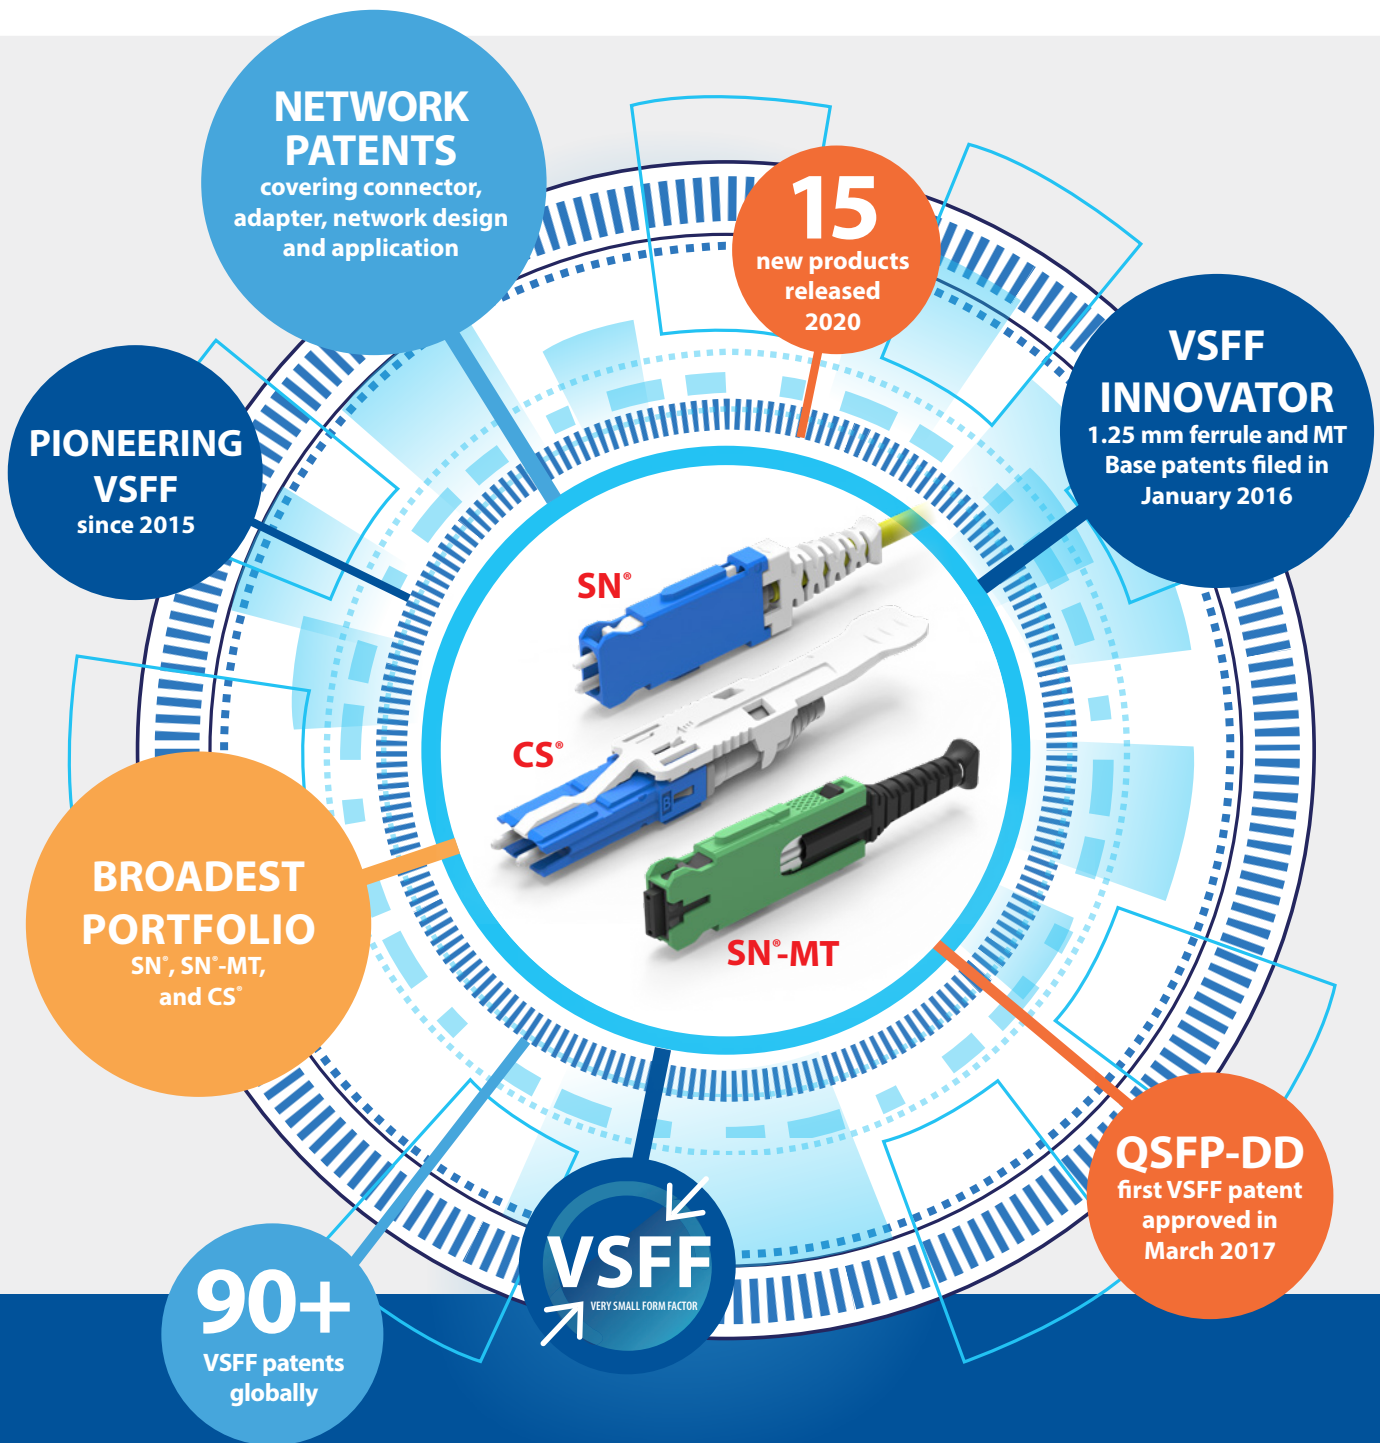 NETWORK
PATENTS
covering connector,
adapter, network design
and application
15
new products
released
2020
VSFF
INNOVATOR
1.25 mm ferrule and MT
Base patents filed in
January 2016
PIONEERING
VSFF
since 2015
SN®
CS®
B
SN®-MT
BROADEST
PORTFOLIO
SN®, SN®-MT,
and CS®
QSFP-DD
first VSFF patent
approved in
March 2017
VSFF
VERY SMALL FORM FACTOR
90+
VSFF patents
globally